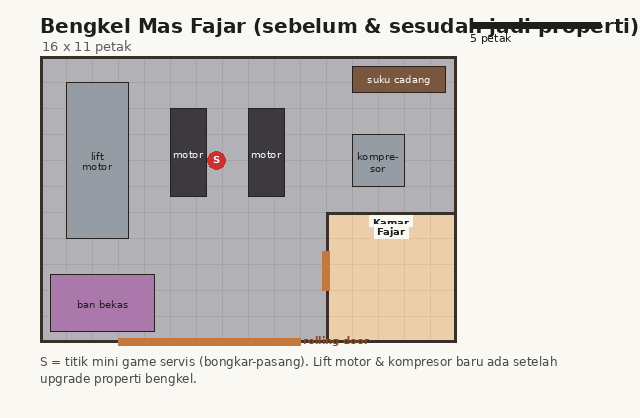 Bengkel Mas Fajar (sebelum & sesudah jadi properti)
5 petak
16 x 11 petak
suku cadang
lift
motor
motor
S
motor
kompre-
sor
Kamar
Fajar
ban bekas
rolling door
S = titik mini game servis (bongkar-pasang). Lift motor & kompresor baru ada setelah
upgrade properti bengkel.